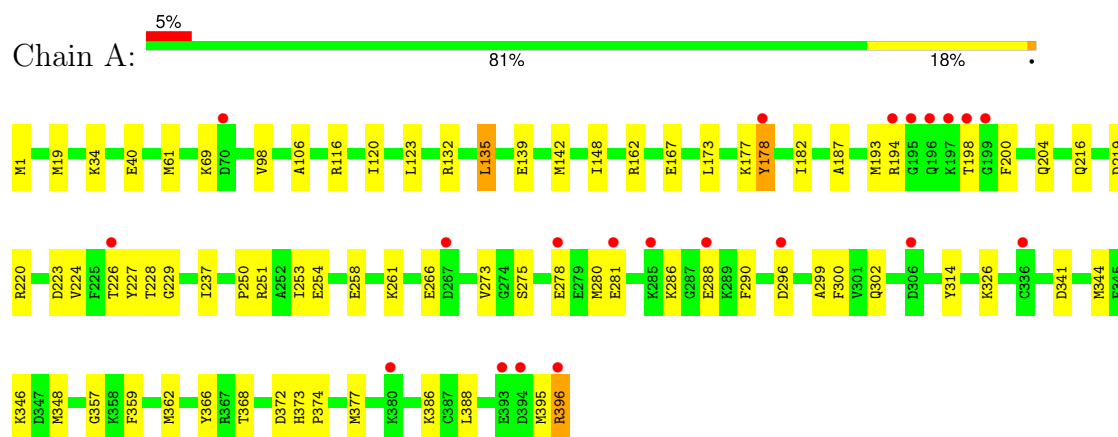 5%
Chain A:
81% 18% •
M1 M19 K34 E40 M61 K69 D70 V98 A106 R116 I120 L123 R132 L135 E139 M142 I148 R162 E167 L173 K177 Y178 I182 A187 M193 R194 G195 Q196 K197 T198 G199 F200 Q204 Q216
R220 D223 V224 F225 T226 Y227 T228 G229 I237 P250 R251 A252 I253 E254 E258 K261 E266 D267 V273 G274 S275 E278 E279 M280 E281 K285 K286 G287 E288 K289 F290 D296 A299 F300 V301 Q302 D306 Y314 K326 C336 D341 M344
K346 D347 M348 G357 K358 F359 M362 Y366 R367 T368 D372 H373 P374 M377 K380 K386 C387 L388 E393 D394 M395 R396